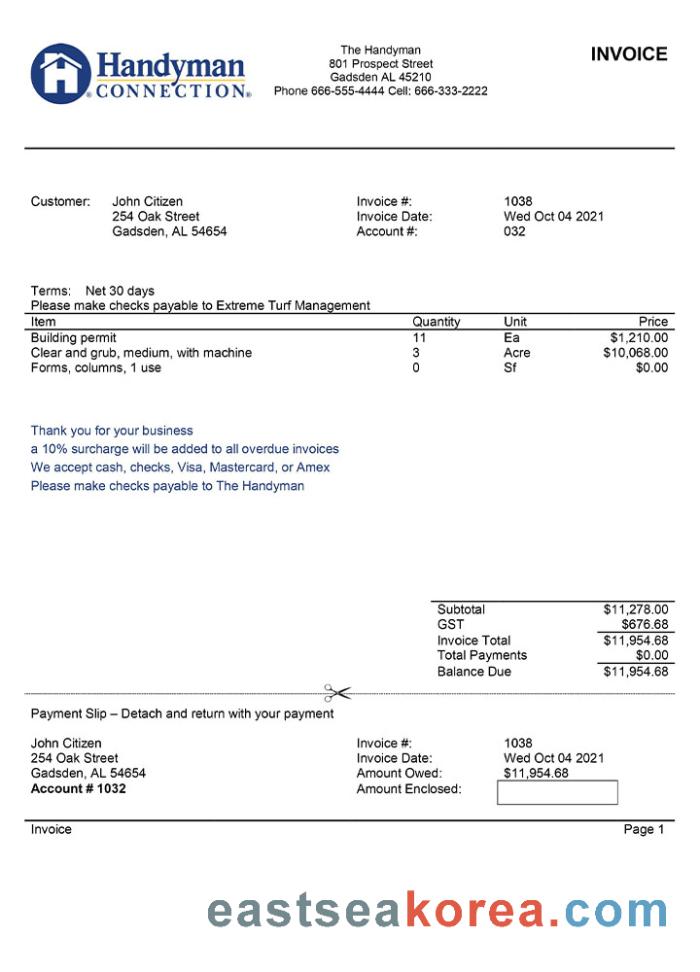 Handyman
CONNECTION®
The Handyman
801 Prospect Street
Gadsden AL 45210
Phone 666-555-4444 Cell: 666-333-2222
INVOICE
Customer: John Citizen
254 Oak Street
Gadsden, AL 54654
Invoice #: 1038
Invoice Date: Wed Oct 04 2021
Account #: 032
Terms: Net 30 days
Please make checks payable to Extreme Turf Management
Item Quantity Unit Price
Building permit 11 Ea $1,210.00
Clear and grub, medium, with machine 3 Acre $10,068.00
Forms, columns, 1 use 0 Sf $0.00
Thank you for your business
a 10% surcharge will be added to all overdue invoices
We accept cash, checks, Visa, Mastercard, or Amex
Please make checks payable to The Handyman
Subtotal $11,278.00
GST $676.68
Invoice Total $11,954.68
Total Payments $0.00
Balance Due $11,954.68
Payment Slip – Detach and return with your payment
John Citizen
254 Oak Street
Gadsden, AL 54654
Account # 1032
Invoice #: 1038
Invoice Date: Wed Oct 04 2021
Amount Owed: $11,954.68
Amount Enclosed:
Invoice Page 1
eastseakorea.com